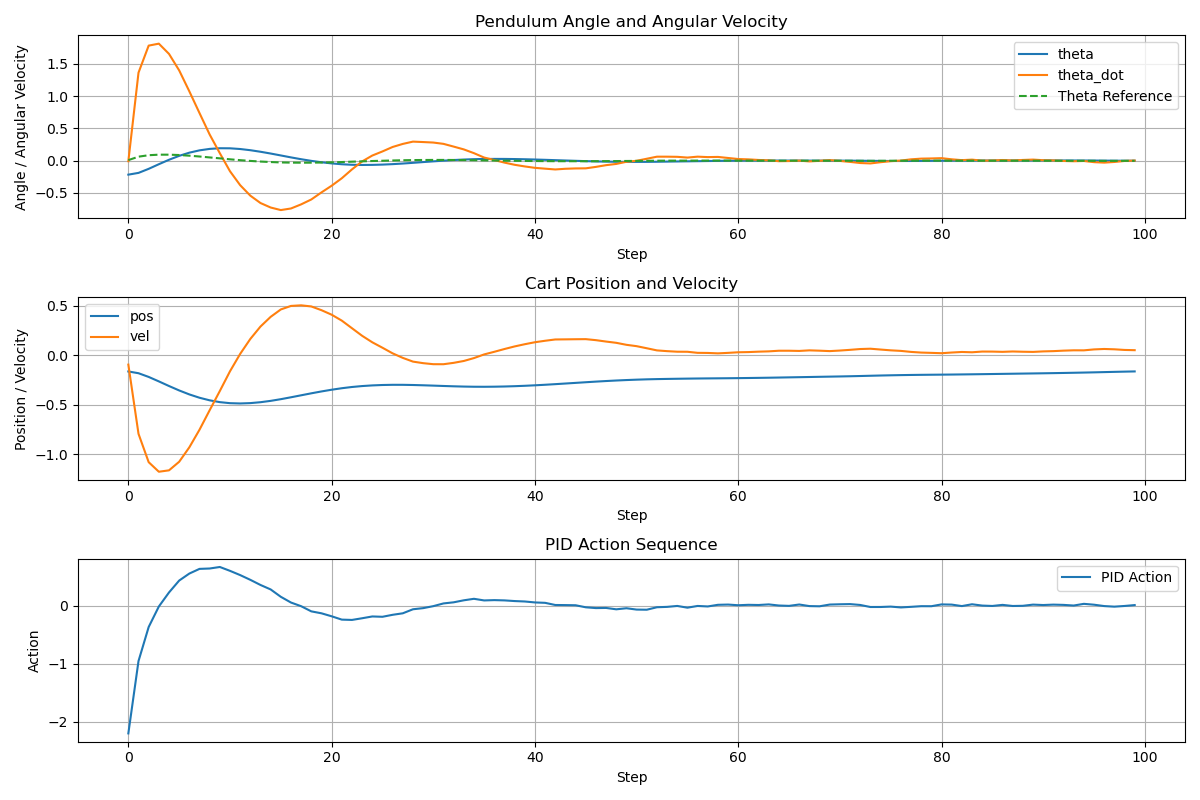 Pendulum Angle and Angular Velocity
Angle / Angular Velocity
1.5
1.0
0.5
0.0
−0.5
theta
theta_dot
Theta Reference
0 20 40 60 80 100
Step
Cart Position and Velocity
Position / Velocity
0.5
0.0
−0.5
−1.0
pos
vel
0 20 40 60 80 100
Step
PID Action Sequence
Action
0
−1
−2
PID Action
0 20 40 60 80 100
Step